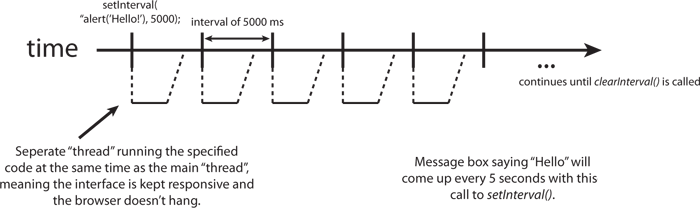 setInterval(
"alert('Hello!'), 5000);
interval of 5000 ms
time
...
continues until clearInterval() is called
Seperate "thread" running the specified
code at the same time as the main "thread",
meaning the interface is kept responsive and
the browser doesn't hang.
Message box saying "Hello" will
come up every 5 seconds with this
call to setInterval().